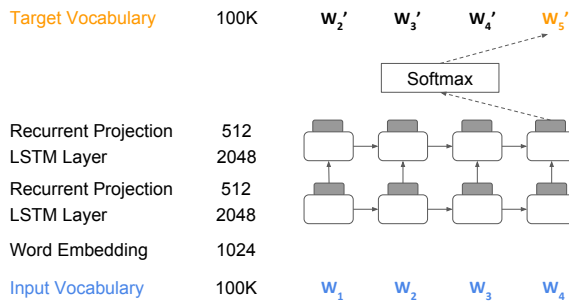 Target Vocabulary 100K W₂’ W₃’ W₄’ W₅’
Softmax
Recurrent Projection 512
LSTM Layer 2048
Recurrent Projection 512
LSTM Layer 2048
Word Embedding 1024
Input Vocabulary 100K W₁ W₂ W₃ W₄